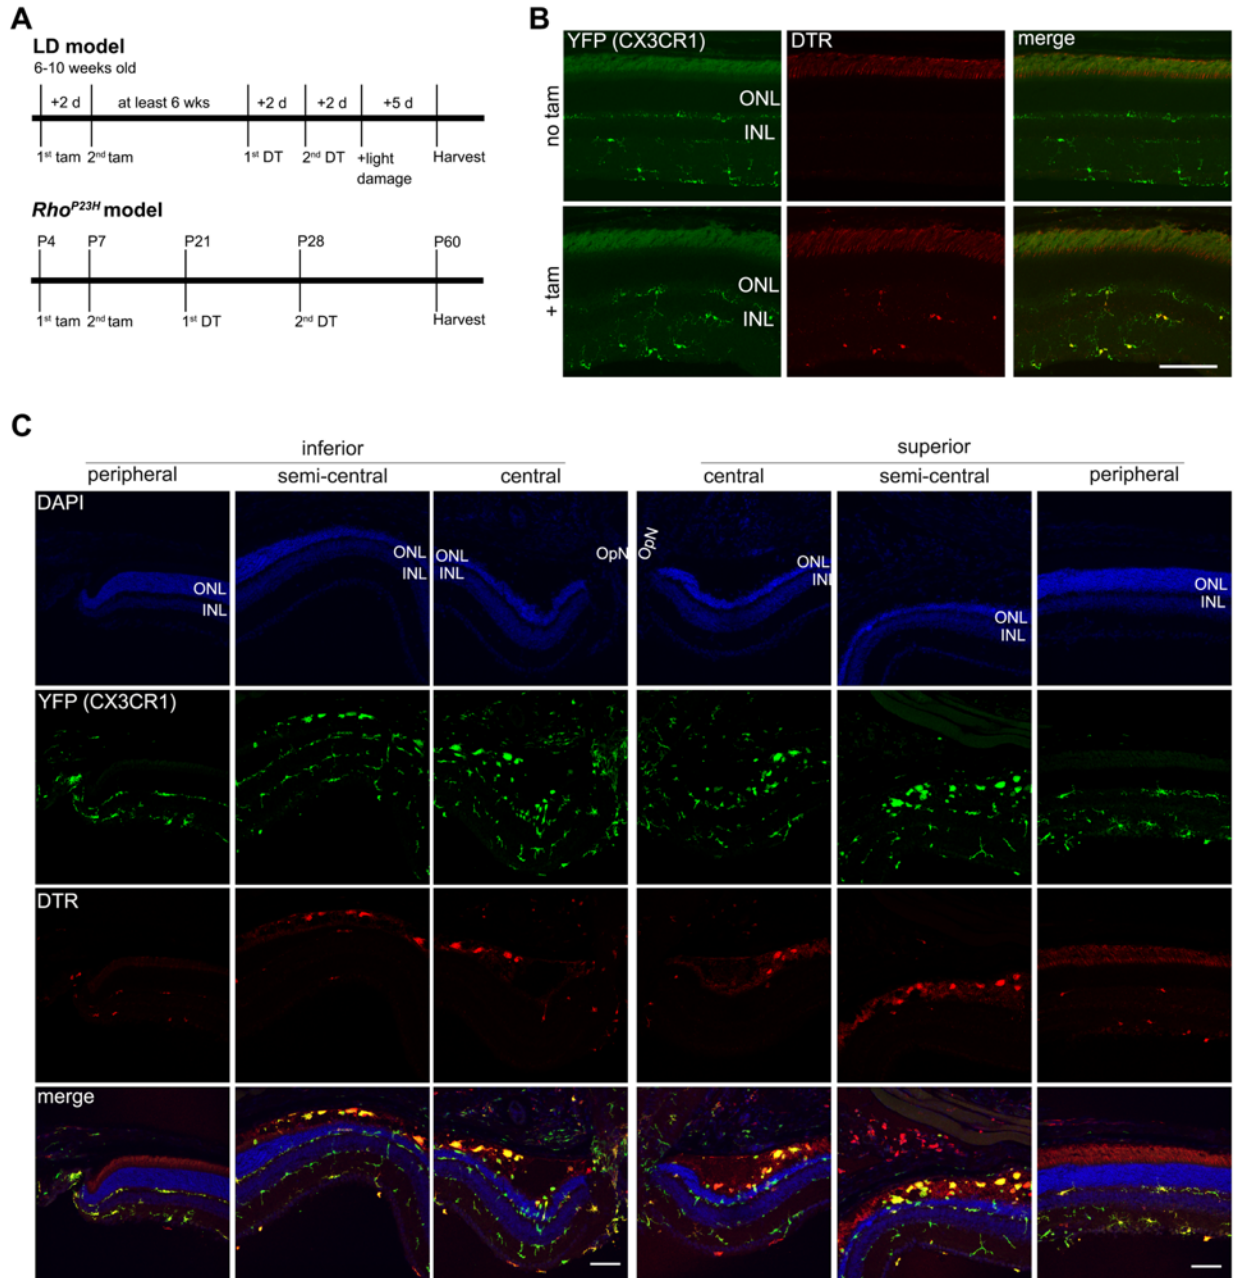 A
LD model
6-10 weeks old
+2 d at least 6 wks +2 d +2 d +5 d
1st tam 2nd tam 1st DT 2nd DT +light damage Harvest
RhoP23H model
P4 P7 P21 P28 P60
1st tam 2nd tam 1st DT 2nd DT Harvest
B
YFP (CX3CR1) DTR merge
no tam
ONL
INL
+ tam
ONL
INL
C
inferior superior
peripheral semi-central central central semi-central peripheral
DAPI
ONL INL ONL INL ONL INL OpN OpN ONL INL ONL INL ONL INL
YFP (CX3CR1)
DTR
merge